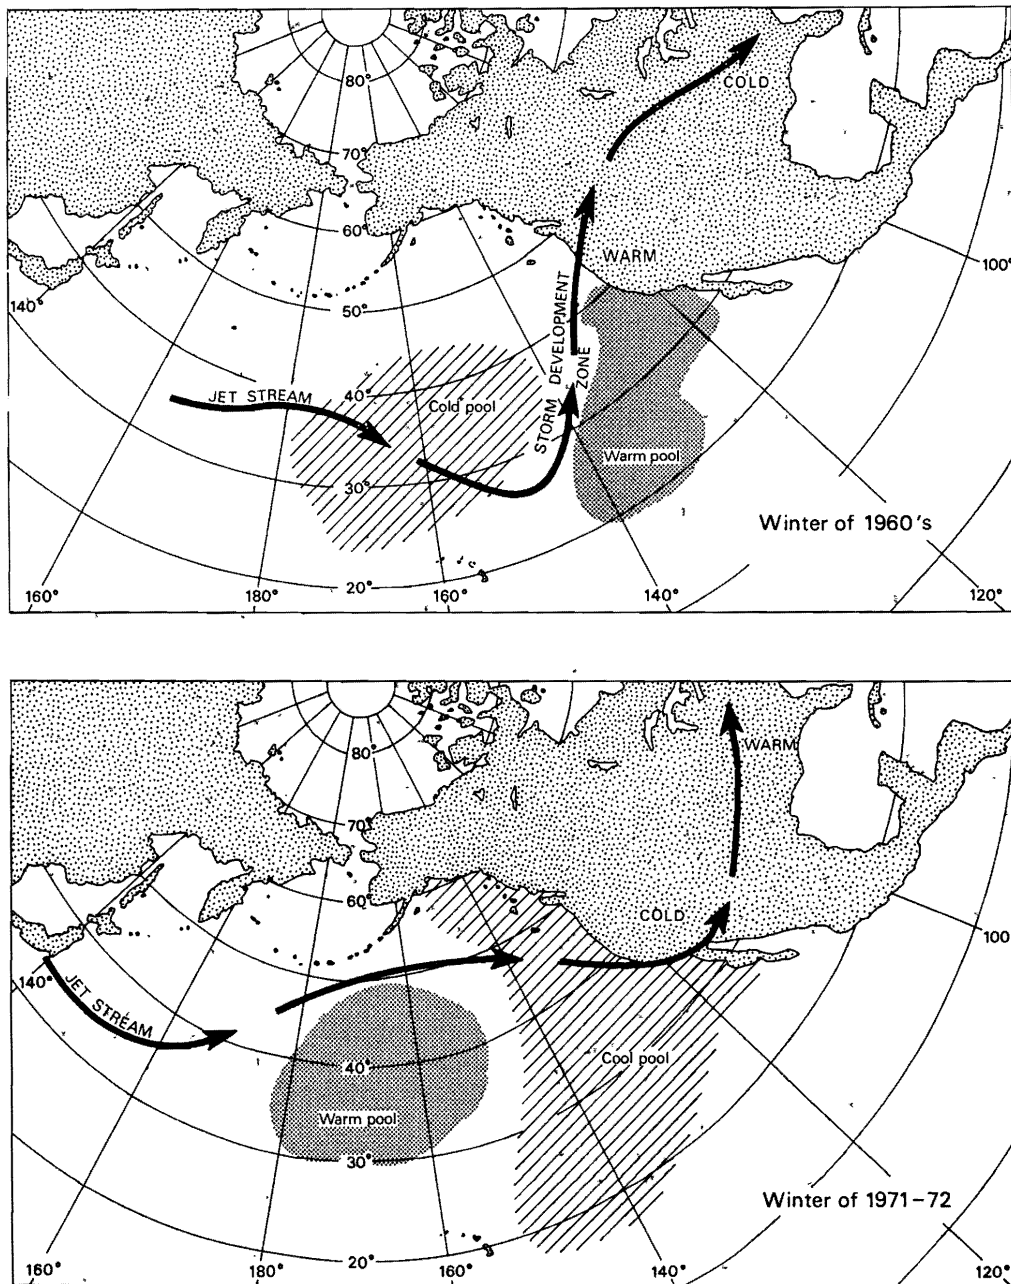 80°
COLD
70°
60°
WARM
100°
140°
50°
STORM DEVELOPMENT ZONE
JET STREAM
40°
Cold pool
Warm pool
30°
Winter of 1960's
20°
160°
180°
160°
140°
120°
80°
WARM
70°
60°
COLD
100
140°
JET STREAM
40°
Cool pool
Warm pool
30°
Winter of 1971-72
20°
160°
180°
160°
140°
120°